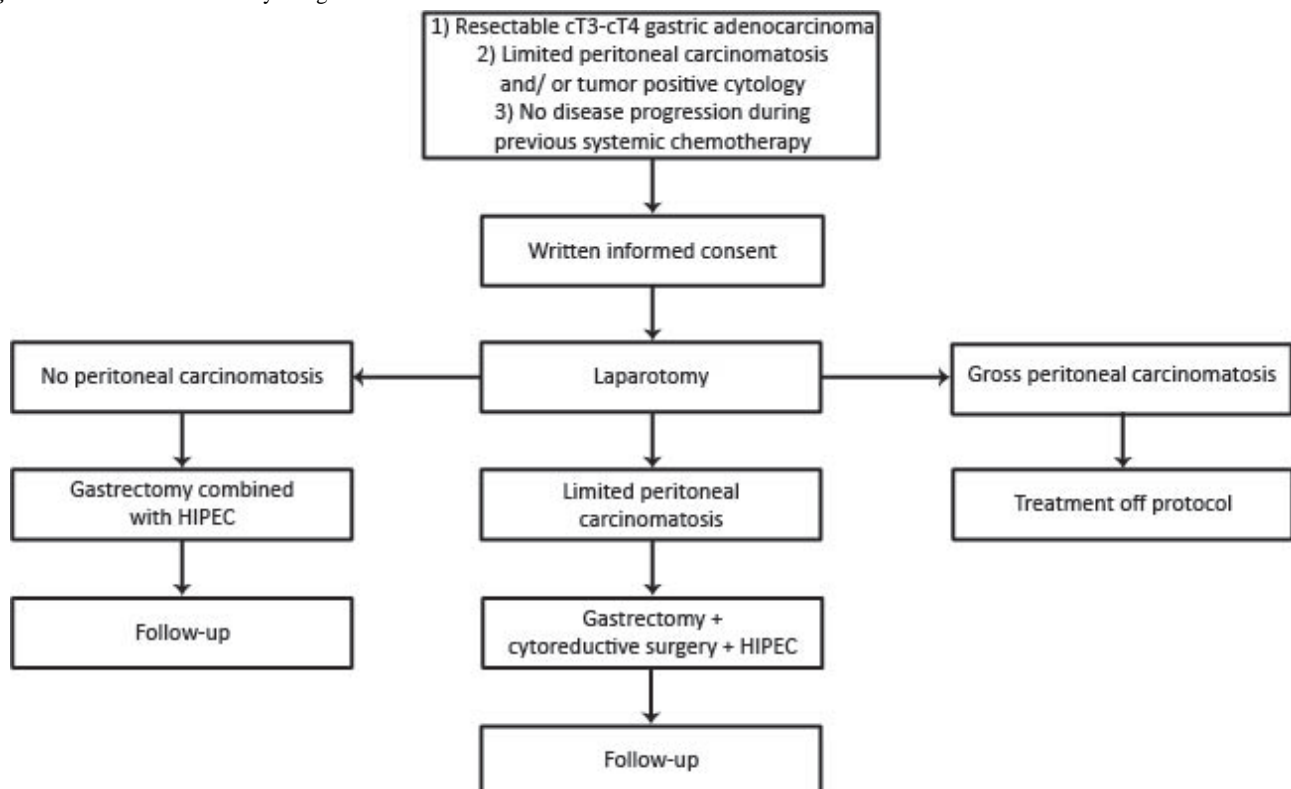 1) Resectable cT3-cT4 gastric adenocarcinoma
2) Limited peritoneal carcinomatosis
and/ or tumor positive cytology
3) No disease progression during
previous systemic chemotherapy
Written informed consent
No peritoneal carcinomatosis
Laparotomy
Gross peritoneal carcinomatosis
Gastrectomy combined
with HIPEC
Limited peritoneal
carcinomatosis
Treatment off protocol
Follow-up
Gastrectomy +
cytoreductive surgery + HIPEC
Follow-up